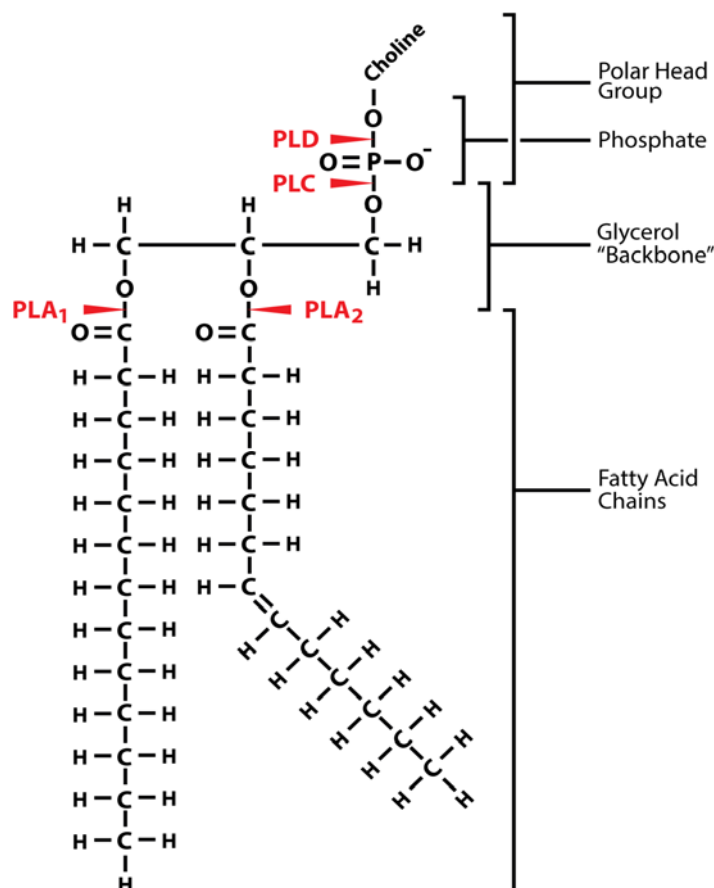 Choline
Polar Head
Group
O
PLD
Phosphate
O=P-O-
PLC
H H O
H-C C C-H
Glycerol
"Backbone"
O O H
PLA1 PLA2
O=C O=C
H-C-H H-C-H
H-C-H H-C-H
H-C-H H-C-H
H-C-H H-C-H
Fatty Acid
Chains
H-C-H H-C-H
H-C-H H-C
C H
H-C-H H C H
H-C-H H C H
H-C-H H C H
H-C-H H C H
H-C-H H C H
H-C-H H
H